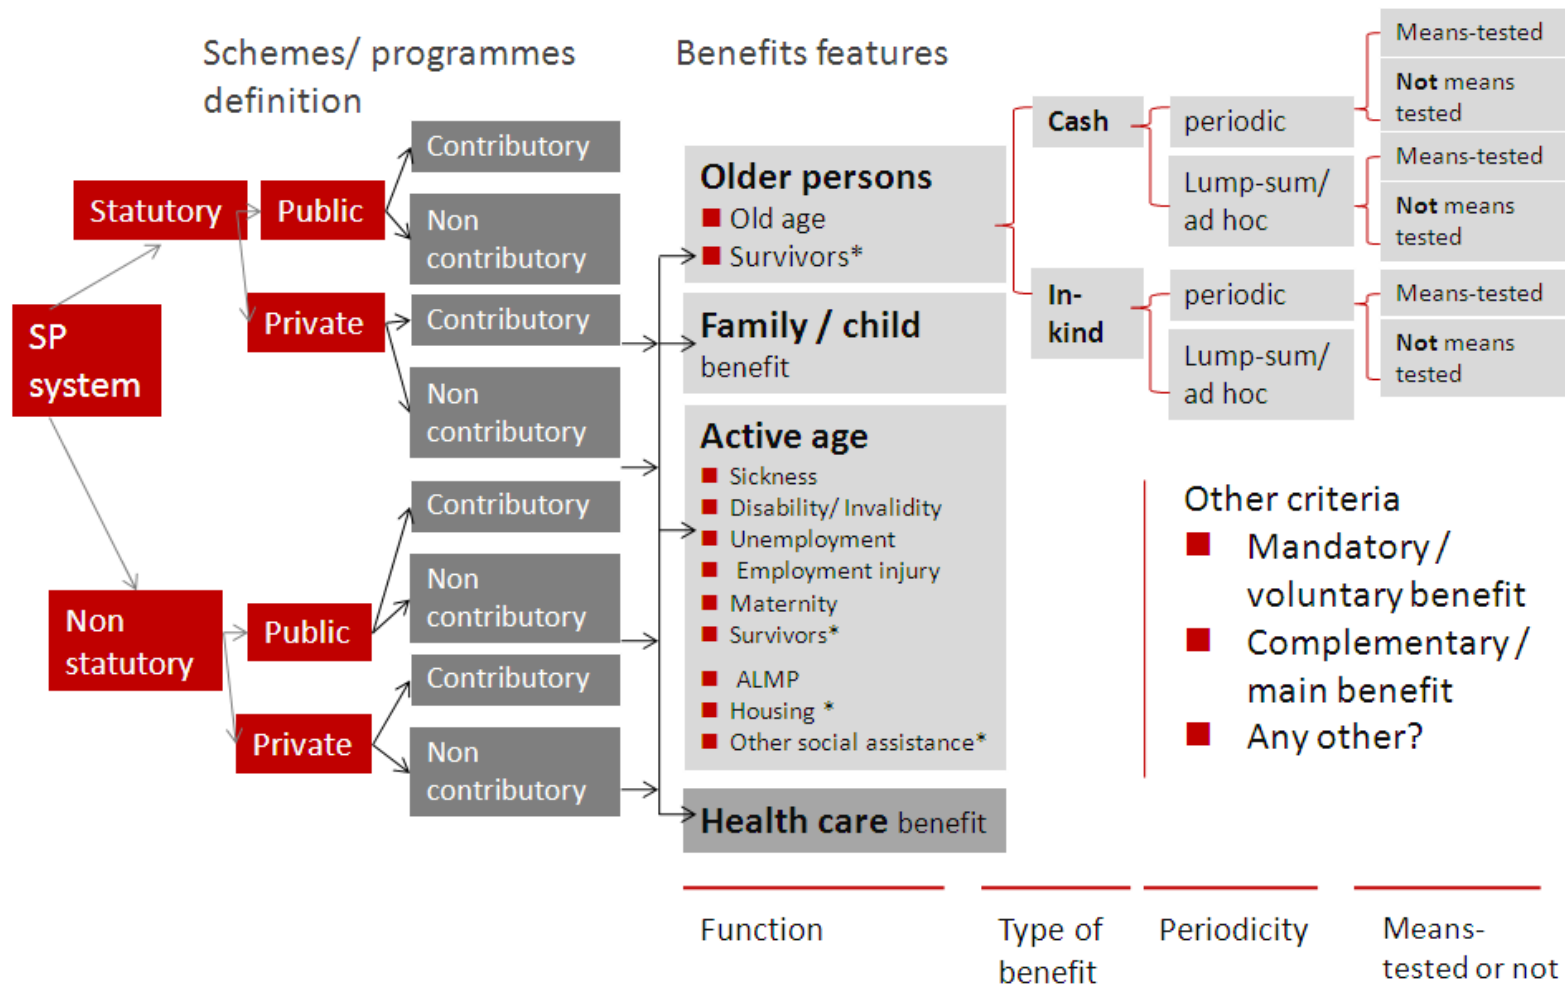 Schemes/ programmes
definition
Benefits features
SP
system
Statutory
Public
Private
Non
statutory
Public
Private
Contributory
Non
contributory
Contributory
Non
contributory
Contributory
Non
contributory
Contributory
Non
contributory
Older persons
■ Old age
■ Survivors*
Family / child
benefit
Active age
■ Sickness
■ Disability/ Invalidity
■ Unemployment
■ Employment injury
■ Maternity
■ Survivors*
■ ALMP
■ Housing *
■ Other social assistance*
Health care benefit
Cash
In-
kind
periodic
Lump-sum/
ad hoc
periodic
Lump-sum/
ad hoc
Means-tested
Not means
tested
Means-tested
Not means
tested
Means-tested
Not means
tested
Other criteria
■ Mandatory /
voluntary benefit
■ Complementary /
main benefit
■ Any other?
Function
Type of
benefit
Periodicity
Means-
tested or not